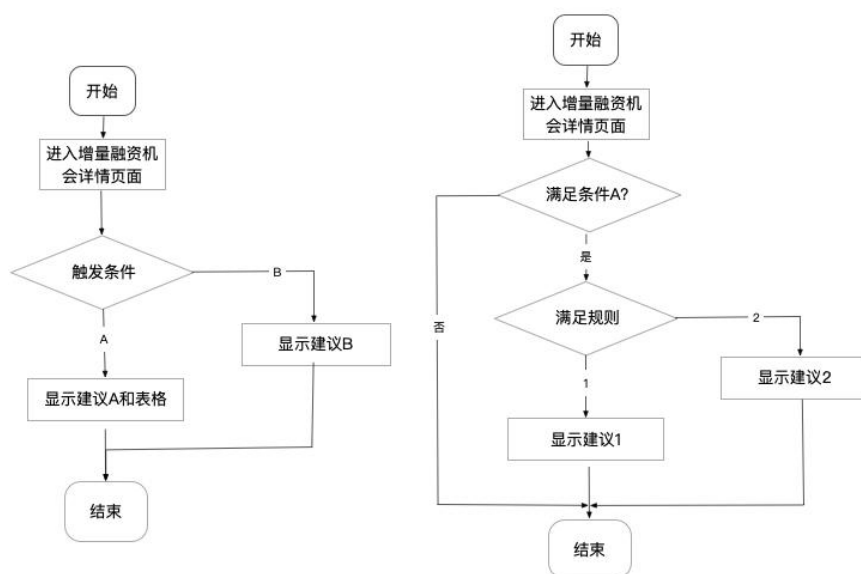 开始
进入增量融资机
会详情页面
触发条件
B
A
显示建议B
显示建议A和表格
结束
开始
进入增量融资机
会详情页面
满足条件A?
是
否
满足规则
2
1
显示建议2
显示建议1
结束